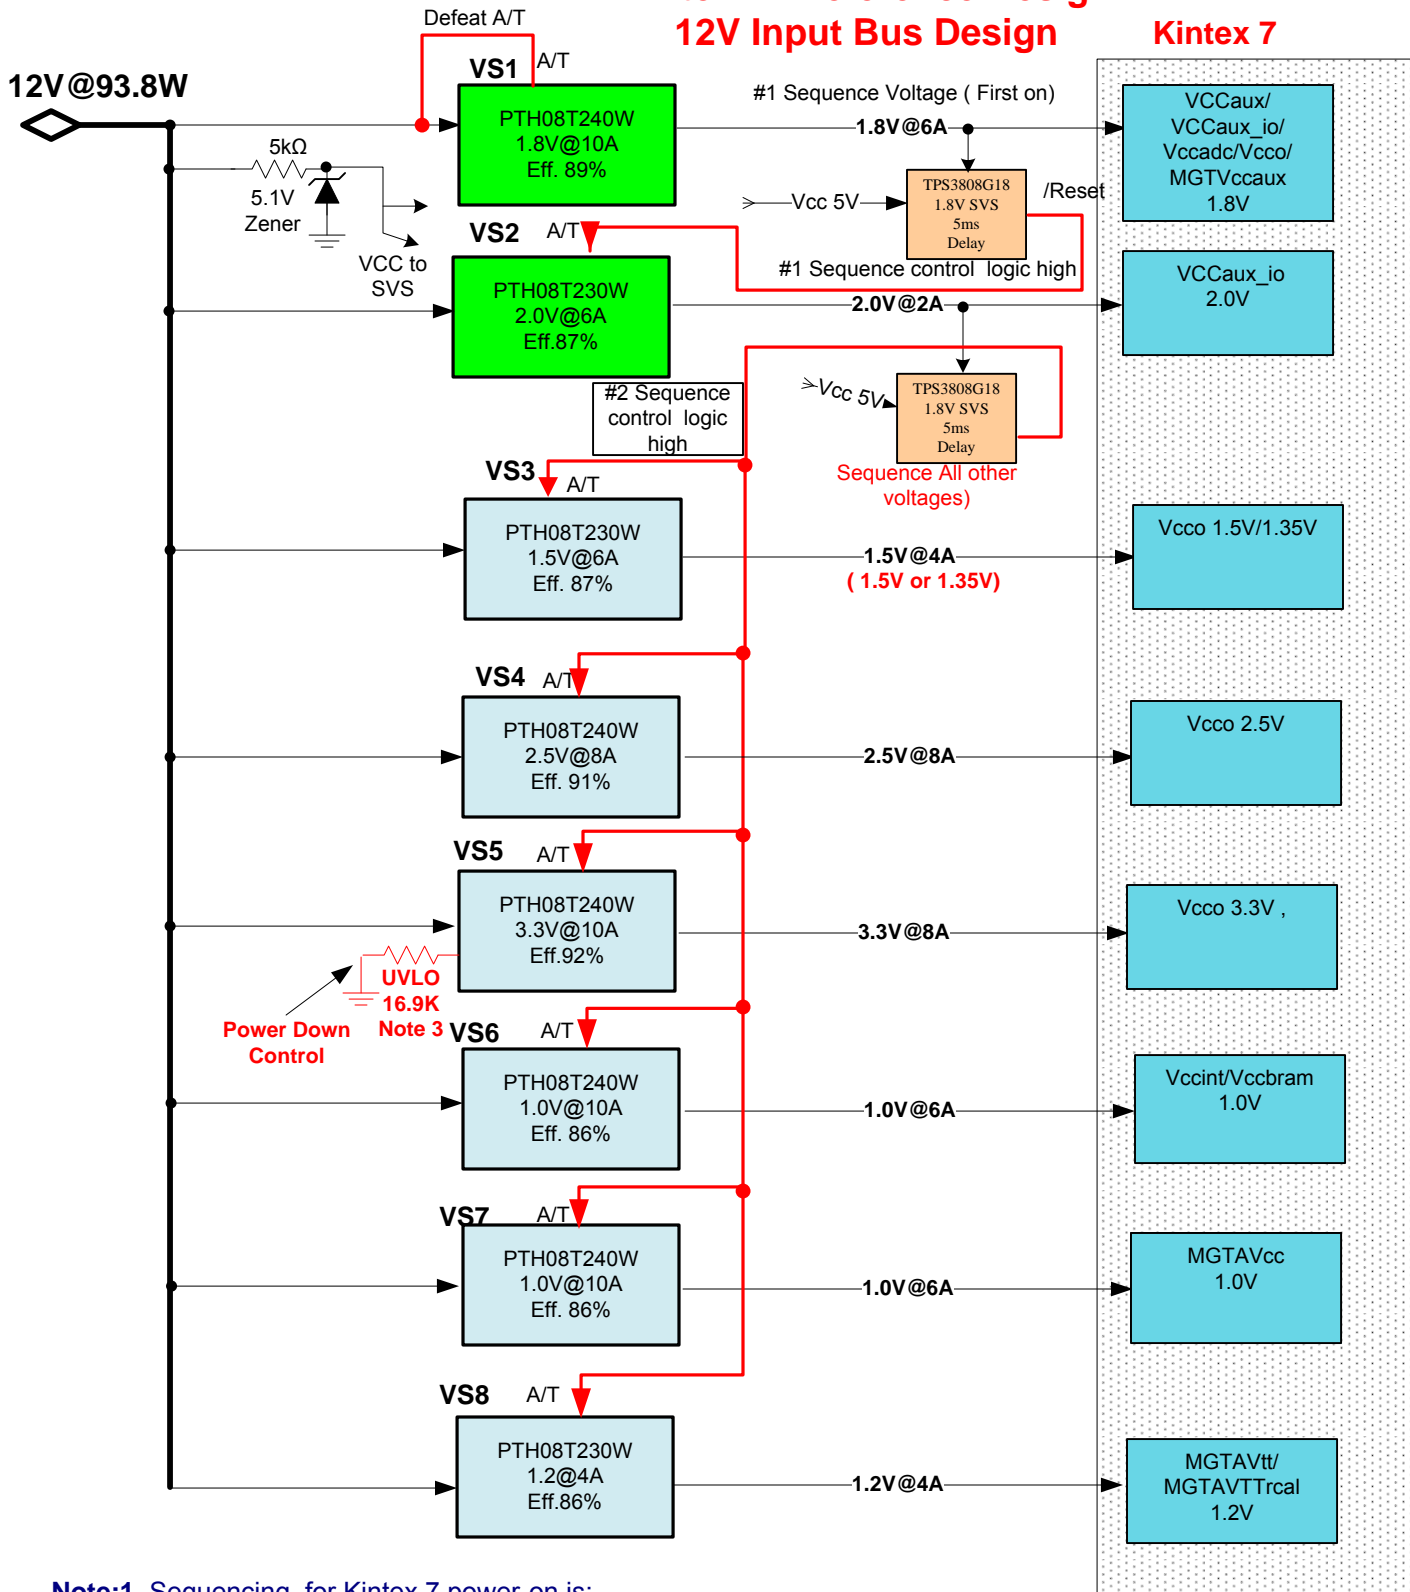 12V Input Bus Design
Kintex 7
Defeat A/T
A/T
VS1
12V@93.8W
PTH08T240W
1.8V@10A
Eff. 89%
#1 Sequence Voltage ( First on)
1.8V@6A
VCCaux/
VCCaux_io/
Vccadc/Vcco/
MGTVccaux
1.8V
5kΩ
5.1V
Zener
VCC to
SVS
Vcc 5V
TPS3808G18
1.8V SVS
5ms
Delay
/Reset
VS2
A/T
#1 Sequence control logic high
PTH08T230W
2.0V@6A
Eff.87%
2.0V@2A
VCCaux_io
2.0V
#2 Sequence
control logic
high
Vcc 5V
TPS3808G18
1.8V SVS
5ms
Delay
Sequence All other
voltages)
VS3
A/T
PTH08T230W
1.5V@6A
Eff. 87%
1.5V@4A
( 1.5V or 1.35V)
Vcco 1.5V/1.35V
VS4
A/T
PTH08T240W
2.5V@8A
Eff. 91%
2.5V@8A
Vcco 2.5V
VS5
A/T
PTH08T240W
3.3V@10A
Eff.92%
3.3V@8A
Vcco 3.3V ,
UVLO
16.9K
Note 3
Power Down
Control
VS6
A/T
PTH08T240W
1.0V@10A
Eff. 86%
1.0V@6A
Vccint/Vccbram
1.0V
VS7
A/T
PTH08T240W
1.0V@10A
Eff. 86%
1.0V@6A
MGTAVcc
1.0V
VS8
A/T
PTH08T230W
1.2@4A
Eff.86%
1.2V@4A
MGTAVtt/
MGTAVTTrcal
1.2V
Note:1 Sequencing for Kintex 7 power on is: